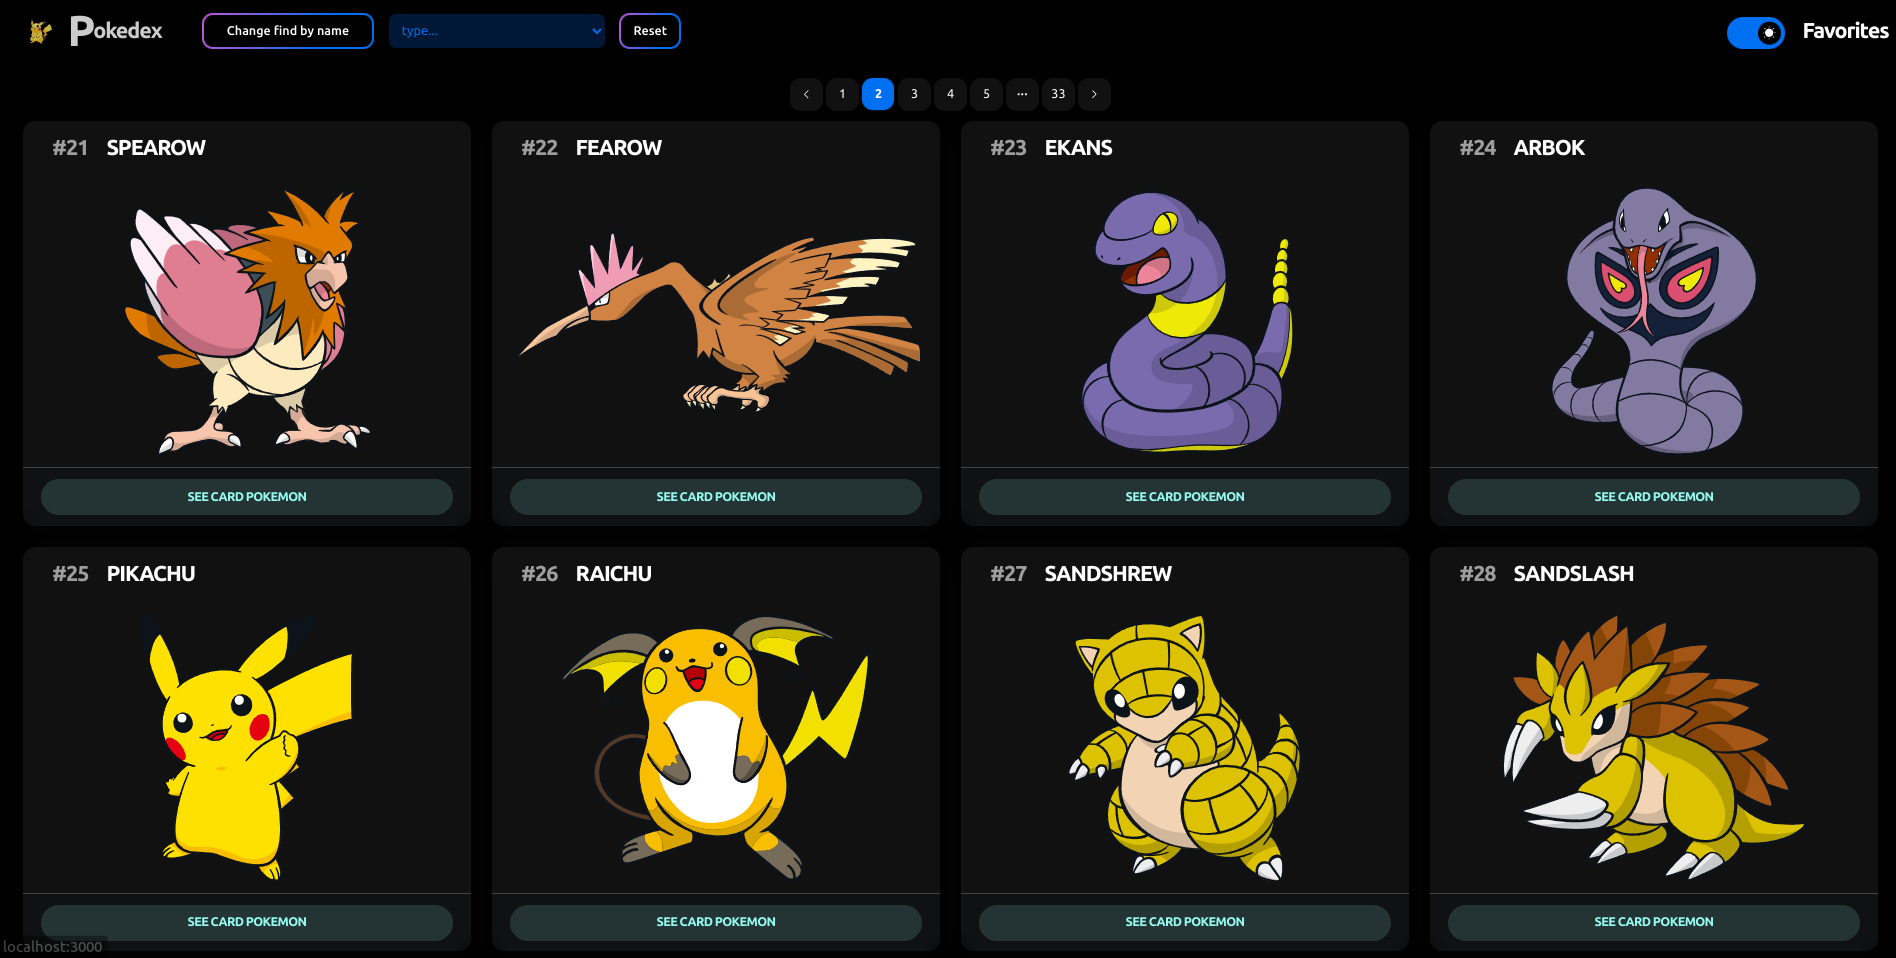 Pokedex
Change find by name
type...
Reset
Favorites
1 2 3 4 5 ... 33
#21 SPEAROW
#22 FEAROW
#23 EKANS
#24 ARBOK
SEE CARD POKEMON
SEE CARD POKEMON
SEE CARD POKEMON
SEE CARD POKEMON
#25 PIKACHU
#26 RAICHU
#27 SANDSHREW
#28 SANDSLASH
SEE CARD POKEMON
SEE CARD POKEMON
SEE CARD POKEMON
SEE CARD POKEMON
localhost:3000